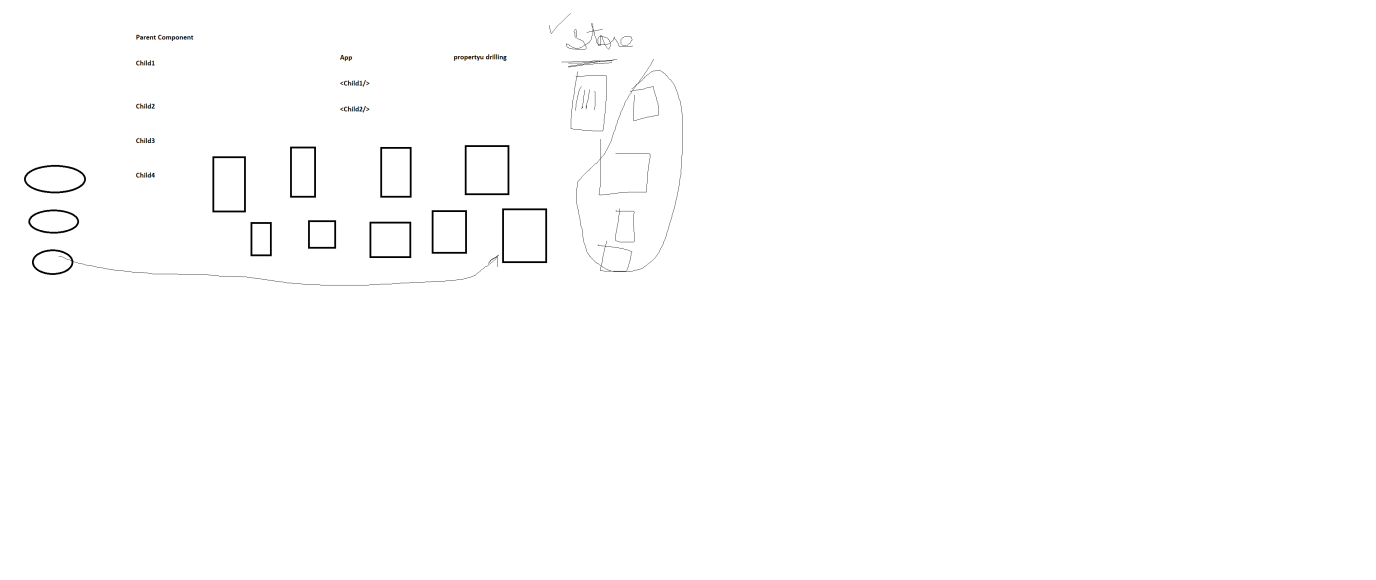 Store
Parent Component
App
propertyu drilling
Child1
<Child1/>
Child2
<Child2/>
Child3
Child4